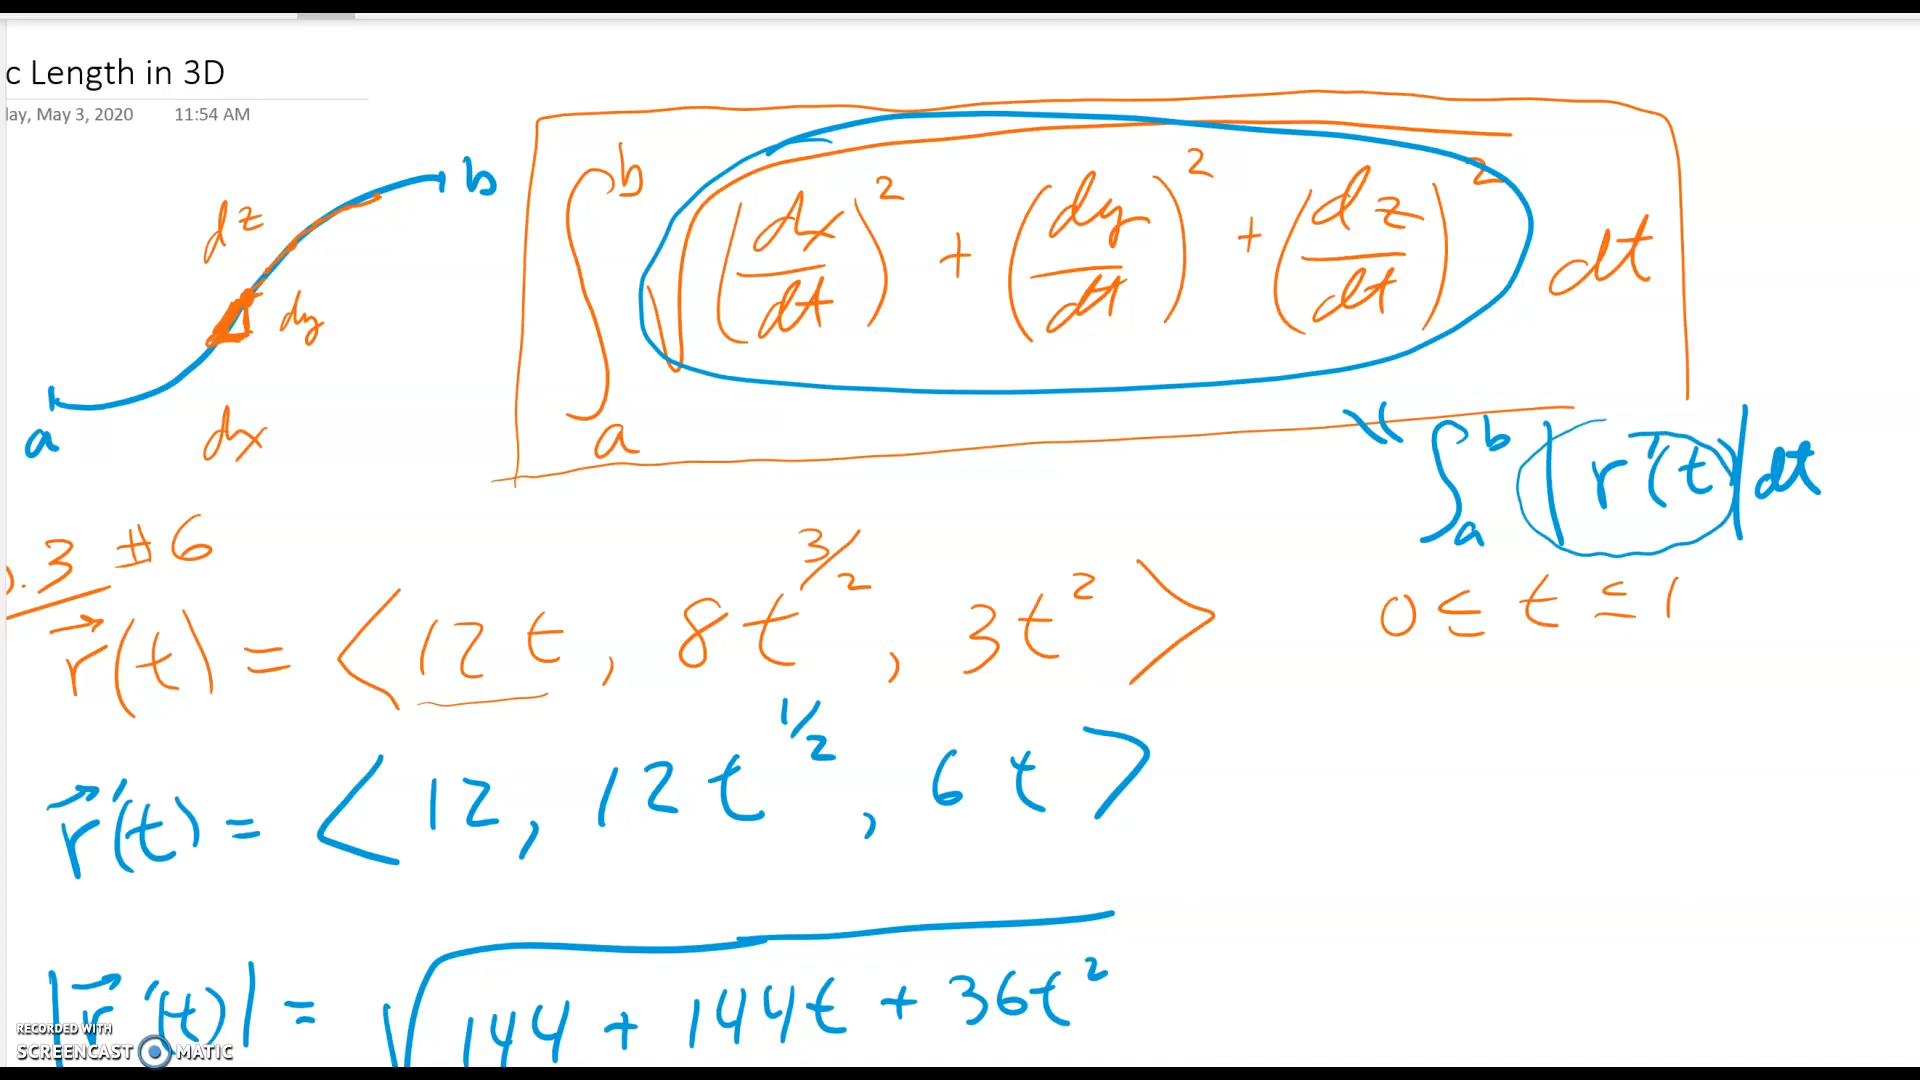 c Length in 3D
lay, May 3, 2020 11:54 AM
b
dz
dy
a
dx
∫_a^b √((dx/dt)² + (dy/dt)² + (dz/dt)²) dt
∫_a^b |r'(t)| dt
.3 #6
r⃗(t) = ⟨12t, 8t^{3/2}, 3t²⟩ 0 ≤ t ≤ 1
r⃗'(t) = ⟨12, 12t^{1/2}, 6t⟩
|r⃗'(t)| = √(144 + 144t + 36t²)
RECORDED WITH
SCREENCAST MATIC